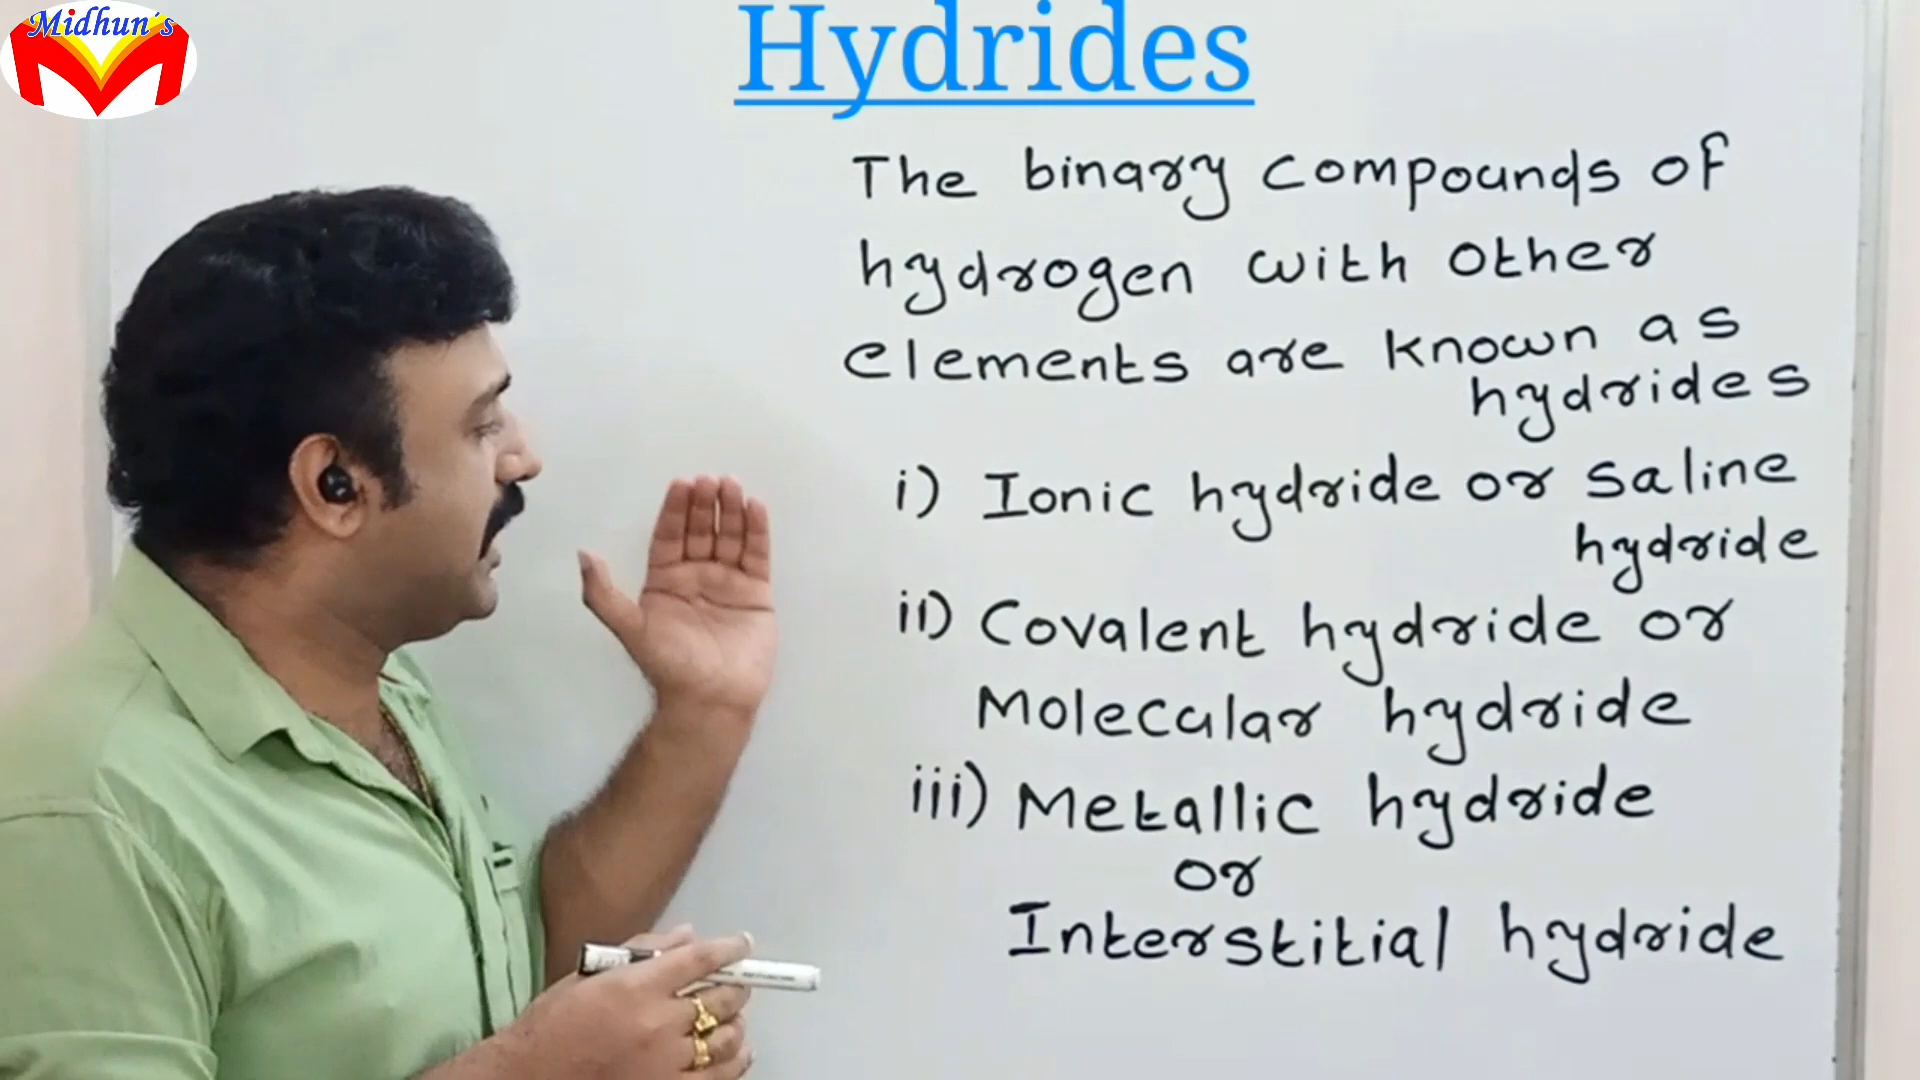 Midhun's
Hydrides
The binary compounds of
hydrogen with other
elements are known as
hydrides
i) Ionic hydride or saline
hydride
ii) Covalent hydride or
Molecular hydride
iii) Metallic hydride
or
Interstitial hydride